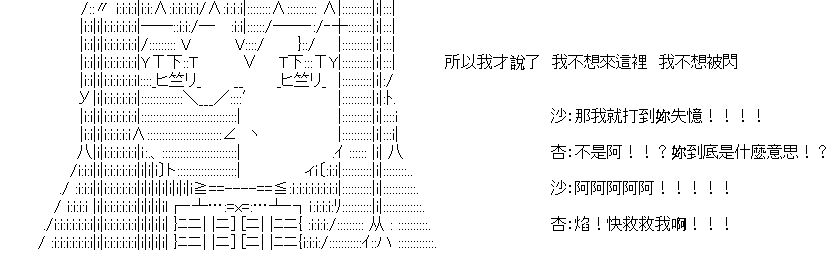 所以我才說了　我不想來這裡　我不想被閃
沙：那我就打到妳失憶！！！！
杏：不是阿！！？妳到底是什麼意思！？
沙：阿阿阿阿阿！！！！！
杏：焰！快救救我啊！！！